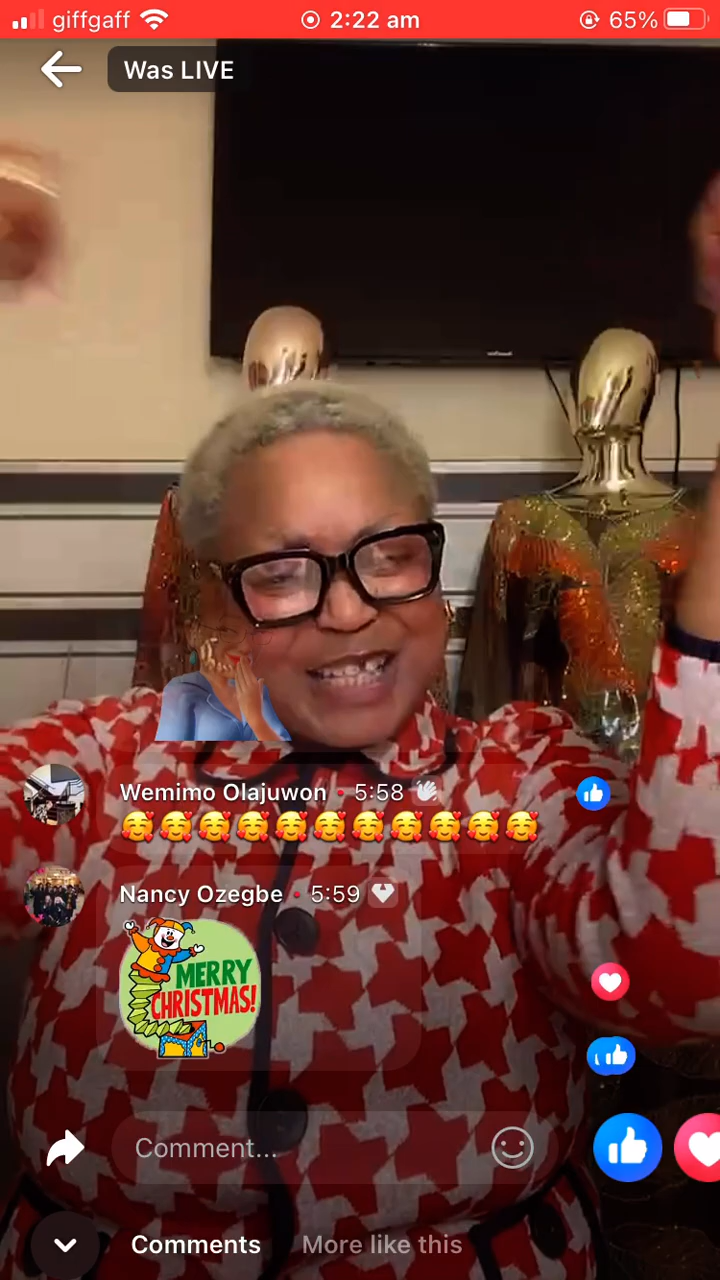 giffgaff 2:22 am 65%
Was LIVE
Wemimo Olajuwon • 5:58
🥰🥰🥰🥰🥰🥰🥰🥰🥰🥰🥰
Nancy Ozegbe • 5:59
MERRY
CHRISTMAS!
Comment...
Comments More like this